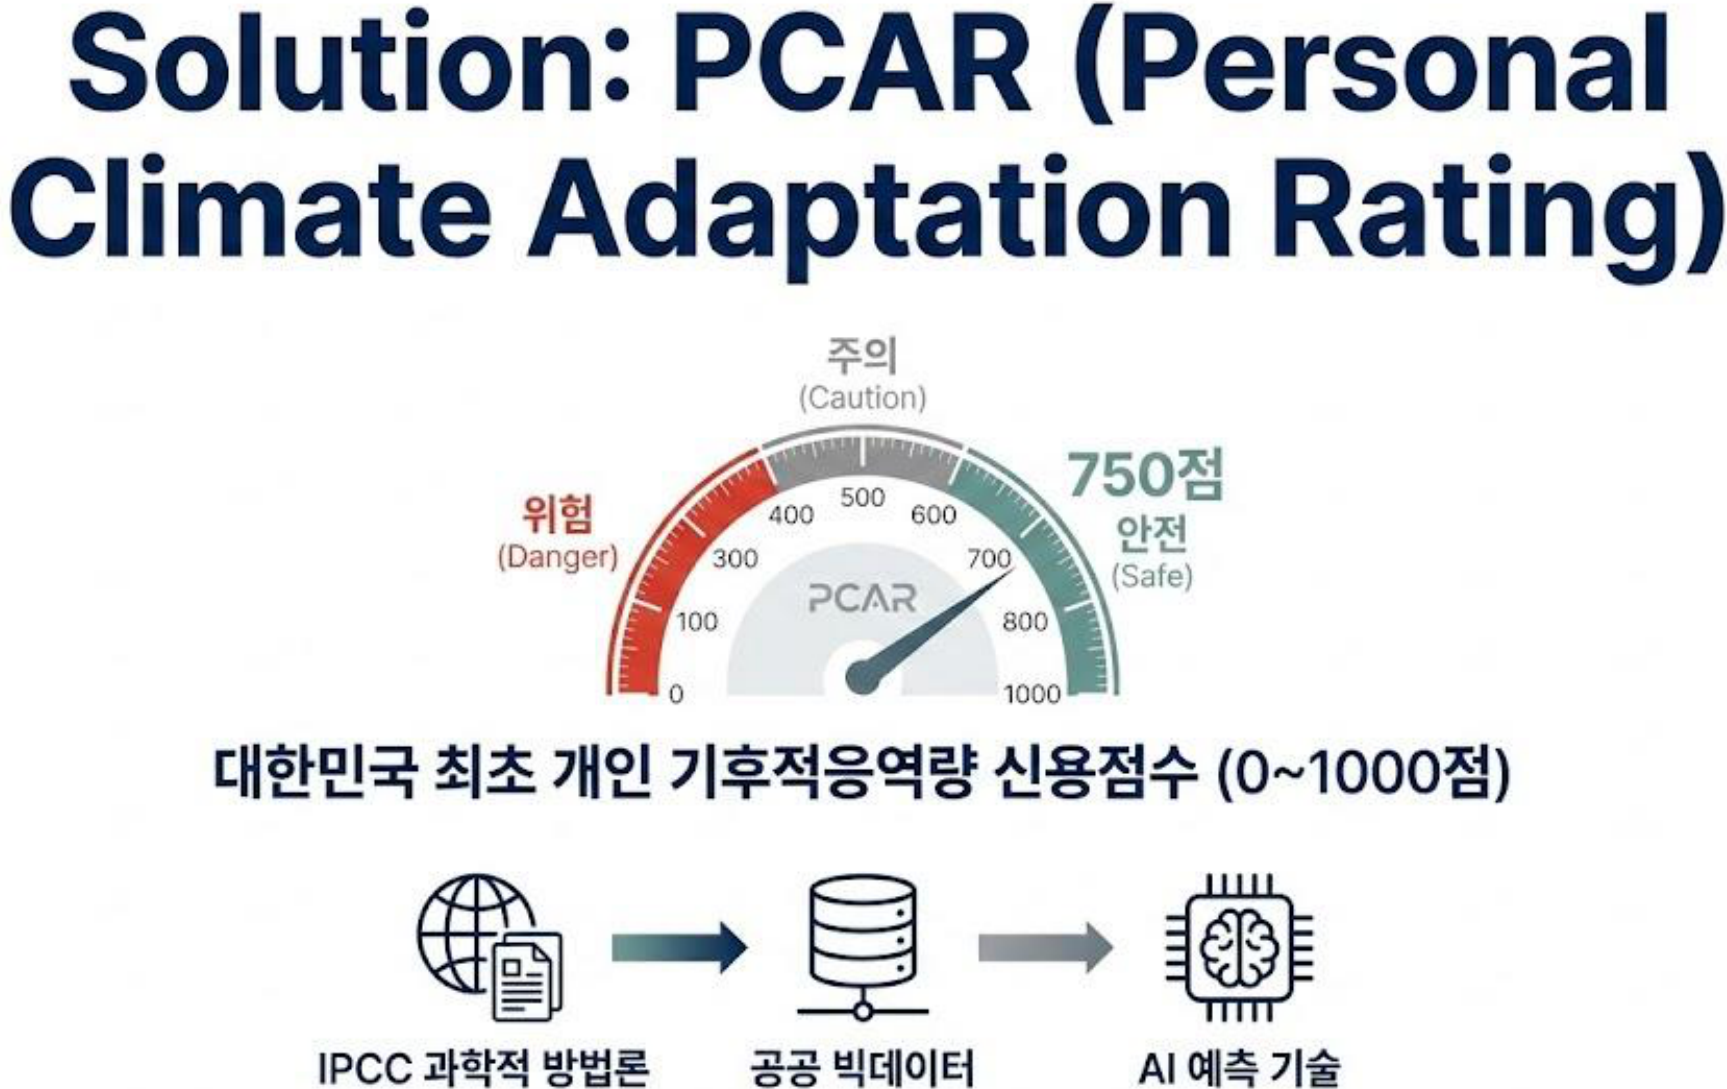 Solution: PCAR (Personal
Climate Adaptation Rating)
주의
(Caution)
위험
(Danger)
750점
안전
(Safe)
0
100
300
400
500
600
700
800
1000
PCAR
대한민국 최초 개인 기후적응역량 신용점수 (0~1000점)
IPCC 과학적 방법론
공공 빅데이터
AI 예측 기술